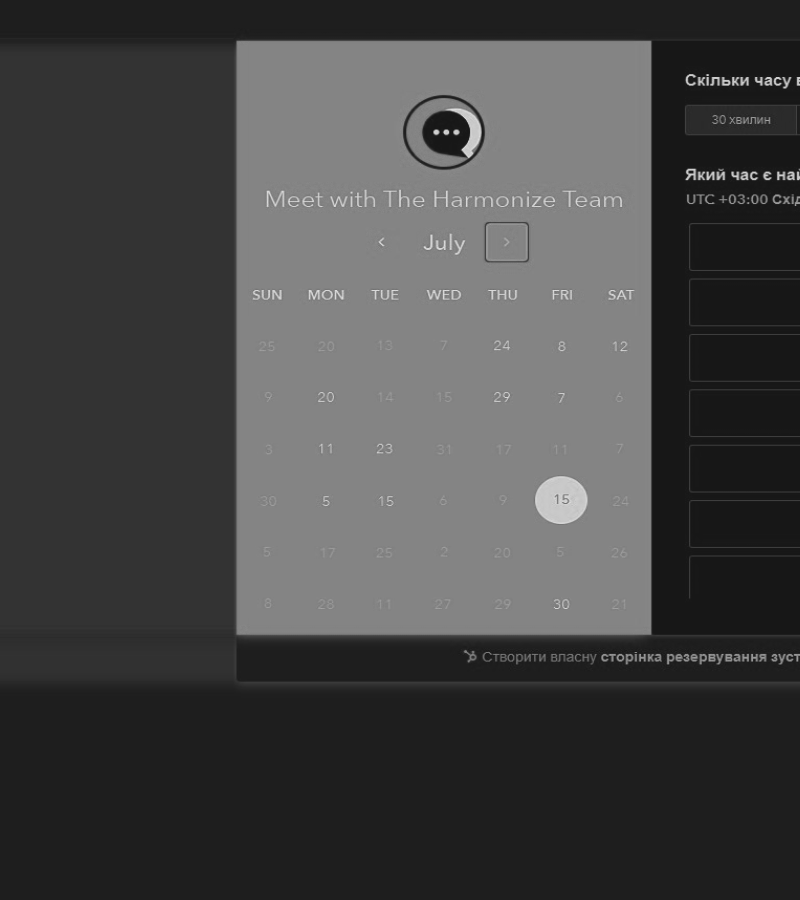 Meet with The Harmonize Team
July
SUN MON TUE WED THU FRI SAT
25 20 13 7 24 8 12
9 20 14 15 29 7 6
3 11 23 31 17 11 7
30 5 15 6 9 15 24
5 17 25 2 20 5 26
8 28 11 27 29 30 21
Скільки часу
30 хвилин
Який час є
UTC +03:00
Створити власну сторінка резервування